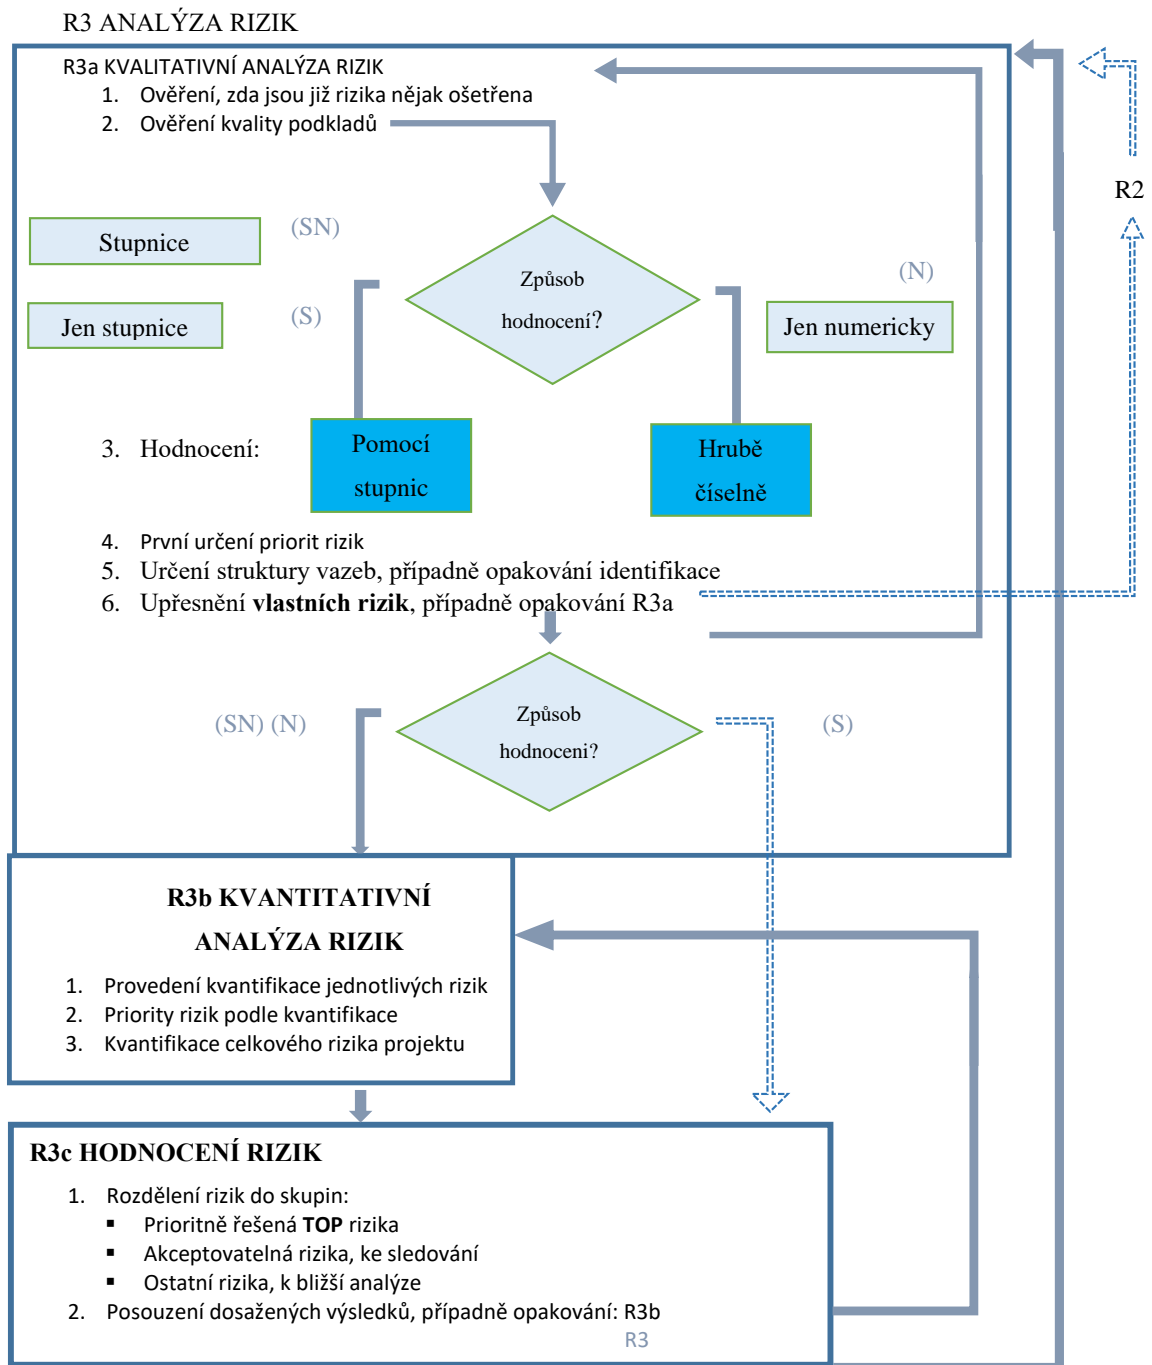 R3 ANALÝZA RIZIK
R3a KVALITATIVNÍ ANALÝZA RIZIK
1. Ověření, zda jsou již rizika nějak ošetřena
2. Ověření kvality podkladů
R2
Stupnice
(SN)
Způsob
hodnocení?
(N)
Jen stupnice
(S)
Jen numericky
3. Hodnocení:
Pomocí
stupnic
Hrubě
číselně
4. První určení priorit rizik
5. Určení struktury vazeb, případně opakování identifikace
6. Upřesnění vlastních rizik, případně opakování R3a
(SN) (N)
Způsob
hodnoceni?
(S)
R3b KVANTITATIVNÍ
ANALÝZA RIZIK
1. Provedení kvantifikace jednotlivých rizik
2. Priority rizik podle kvantifikace
3. Kvantifikace celkového rizika projektu
R3c HODNOCENÍ RIZIK
1. Rozdělení rizik do skupin:
▪ Prioritně řešená TOP rizika
▪ Akceptovatelná rizika, ke sledování
▪ Ostatní rizika, k bližší analýze
2. Posouzení dosažených výsledků, případně opakování: R3b
R3